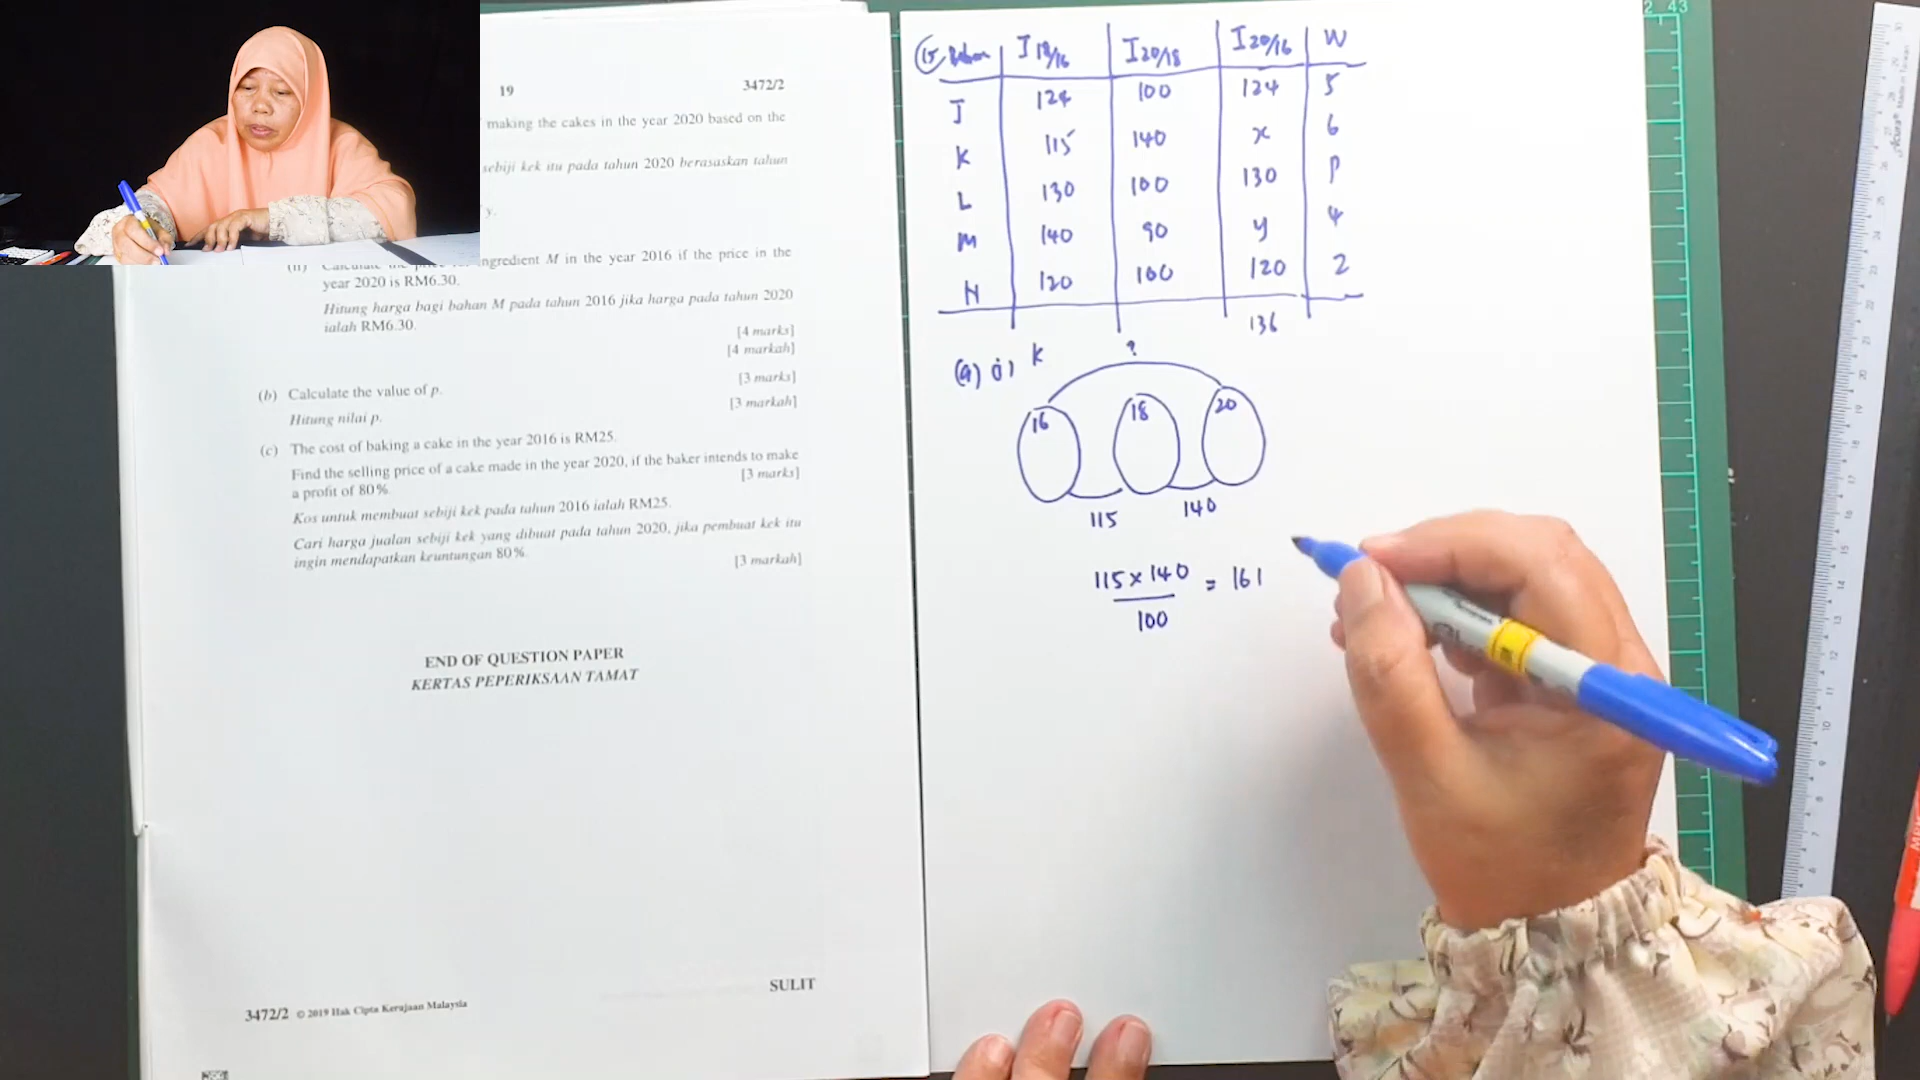 19 3472/2
making the cakes in the year 2020 based on the
sebiji kek itu pada tahun 2020 berasaskan tahun
y.
ngredient M in the year 2016 if the price in the
year 2020 is RM6.30.
Hitung harga bagi bahan M pada tahun 2016 jika harga pada tahun 2020
ialah RM6.30.
[4 marks]
[4 markah]
(b) Calculate the value of p. [3 marks]
Hitung nilai p. [3 markah]
(c) The cost of baking a cake in the year 2016 is RM25.
Find the selling price of a cake made in the year 2020, if the baker intends to make
a profit of 80% [3 marks]
Kos untuk membuat sebiji kek pada tahun 2016 ialah RM25.
Cari harga jualan sebiji kek yang dibuat pada tahun 2020, jika pembuat kek itu
ingin mendapatkan keuntungan 80%. [3 markah]
END OF QUESTION PAPER
KERTAS PEPERIKSAAN TAMAT
SULIT
3472/2 © 2019 Hak Cipta Kerajaan Malaysia
15 Bahan I 18/16 I 20/18 I 20/16 W
J 124 100 124 5
K 115 140 x 6
L 130 100 130 P
M 140 90 y 4
N 120 100 120 2
136
(a) i) K ?
16 18 20
115 140
115 x 140 = 161
100
2 43